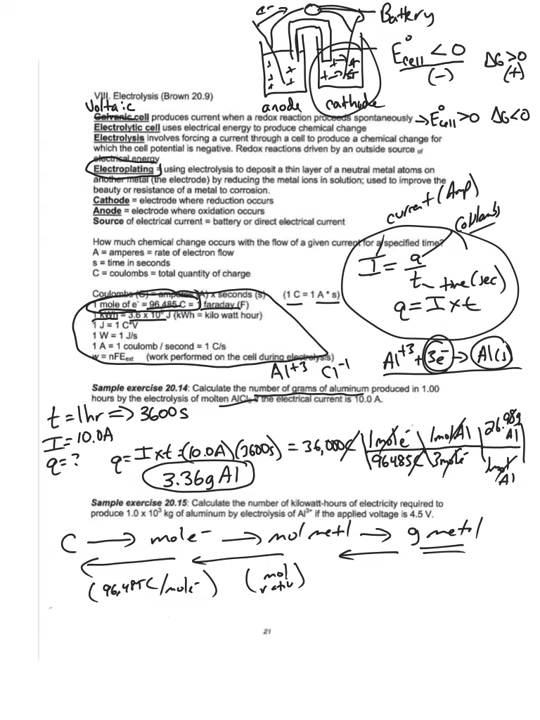 e⁻ Battery
E°cell < 0 ΔG>0
(-) (+)
anode cathode
VIII. Electrolysis (Brown 20.9)
Voltaic
Galvanic cell produces current when a redox reaction proceeds spontaneously → E°cell>0 ΔG<0
Electrolytic cell uses electrical energy to produce chemical change
Electrolysis involves forcing a current through a cell to produce a chemical change for
which the cell potential is negative. Redox reactions driven by an outside source of
electrical energy
Electroplating = using electrolysis to deposit a thin layer of a neutral metal atoms on
another metal (the electrode) by reducing the metal ions in solution; used to improve the
beauty or resistance of a metal to corrosion.
Cathode = electrode where reduction occurs
Anode = electrode where oxidation occurs
Source of electrical current = battery or direct electrical current
current (Amp)
Coulombs
I = q/t
time (sec)
q = I x t
How much chemical change occurs with the flow of a given current for a specified time?
A = amperes = rate of electron flow
s = time in seconds
C = coulombs = total quantity of charge
Coulombs (C) = amperes (A) x seconds (s) (1 C = 1 A * s)
1 mole of e⁻ = 96,485 C = 1 faraday (F)
1 kWh = 3.6 x 10⁶ J (kWh = kilo watt hour)
1 J = 1 C*V
1 W = 1 J/s
1 A = 1 coulomb / second = 1 C/s
w = nFEext (work performed on the cell during electrolysis)
Al⁺³ + 3e⁻ → Al(s)
Al⁺³ Cl⁻¹
Sample exercise 20.14: Calculate the number of grams of aluminum produced in 1.00
hours by the electrolysis of molten AlCl₃ if the electrical current is 10.0 A.
t = 1hr => 3600s
I = 10.0A
q = ? q = I x t = (10.0A)(3600s) = 36,000C | 1 mole e⁻ | 1 mol Al | 26.98g Al
96485C | 3 mol e⁻ | 1 mol Al
3.36g Al
Sample exercise 20.15: Calculate the number of kilowatt-hours of electricity required to
produce 1.0 x 10³ kg of aluminum by electrolysis of Al³⁺ if the applied voltage is 4.5 V.
C → mole⁻ → mol metl → g metl
(96,485C/mole⁻) (mol ratio)
21